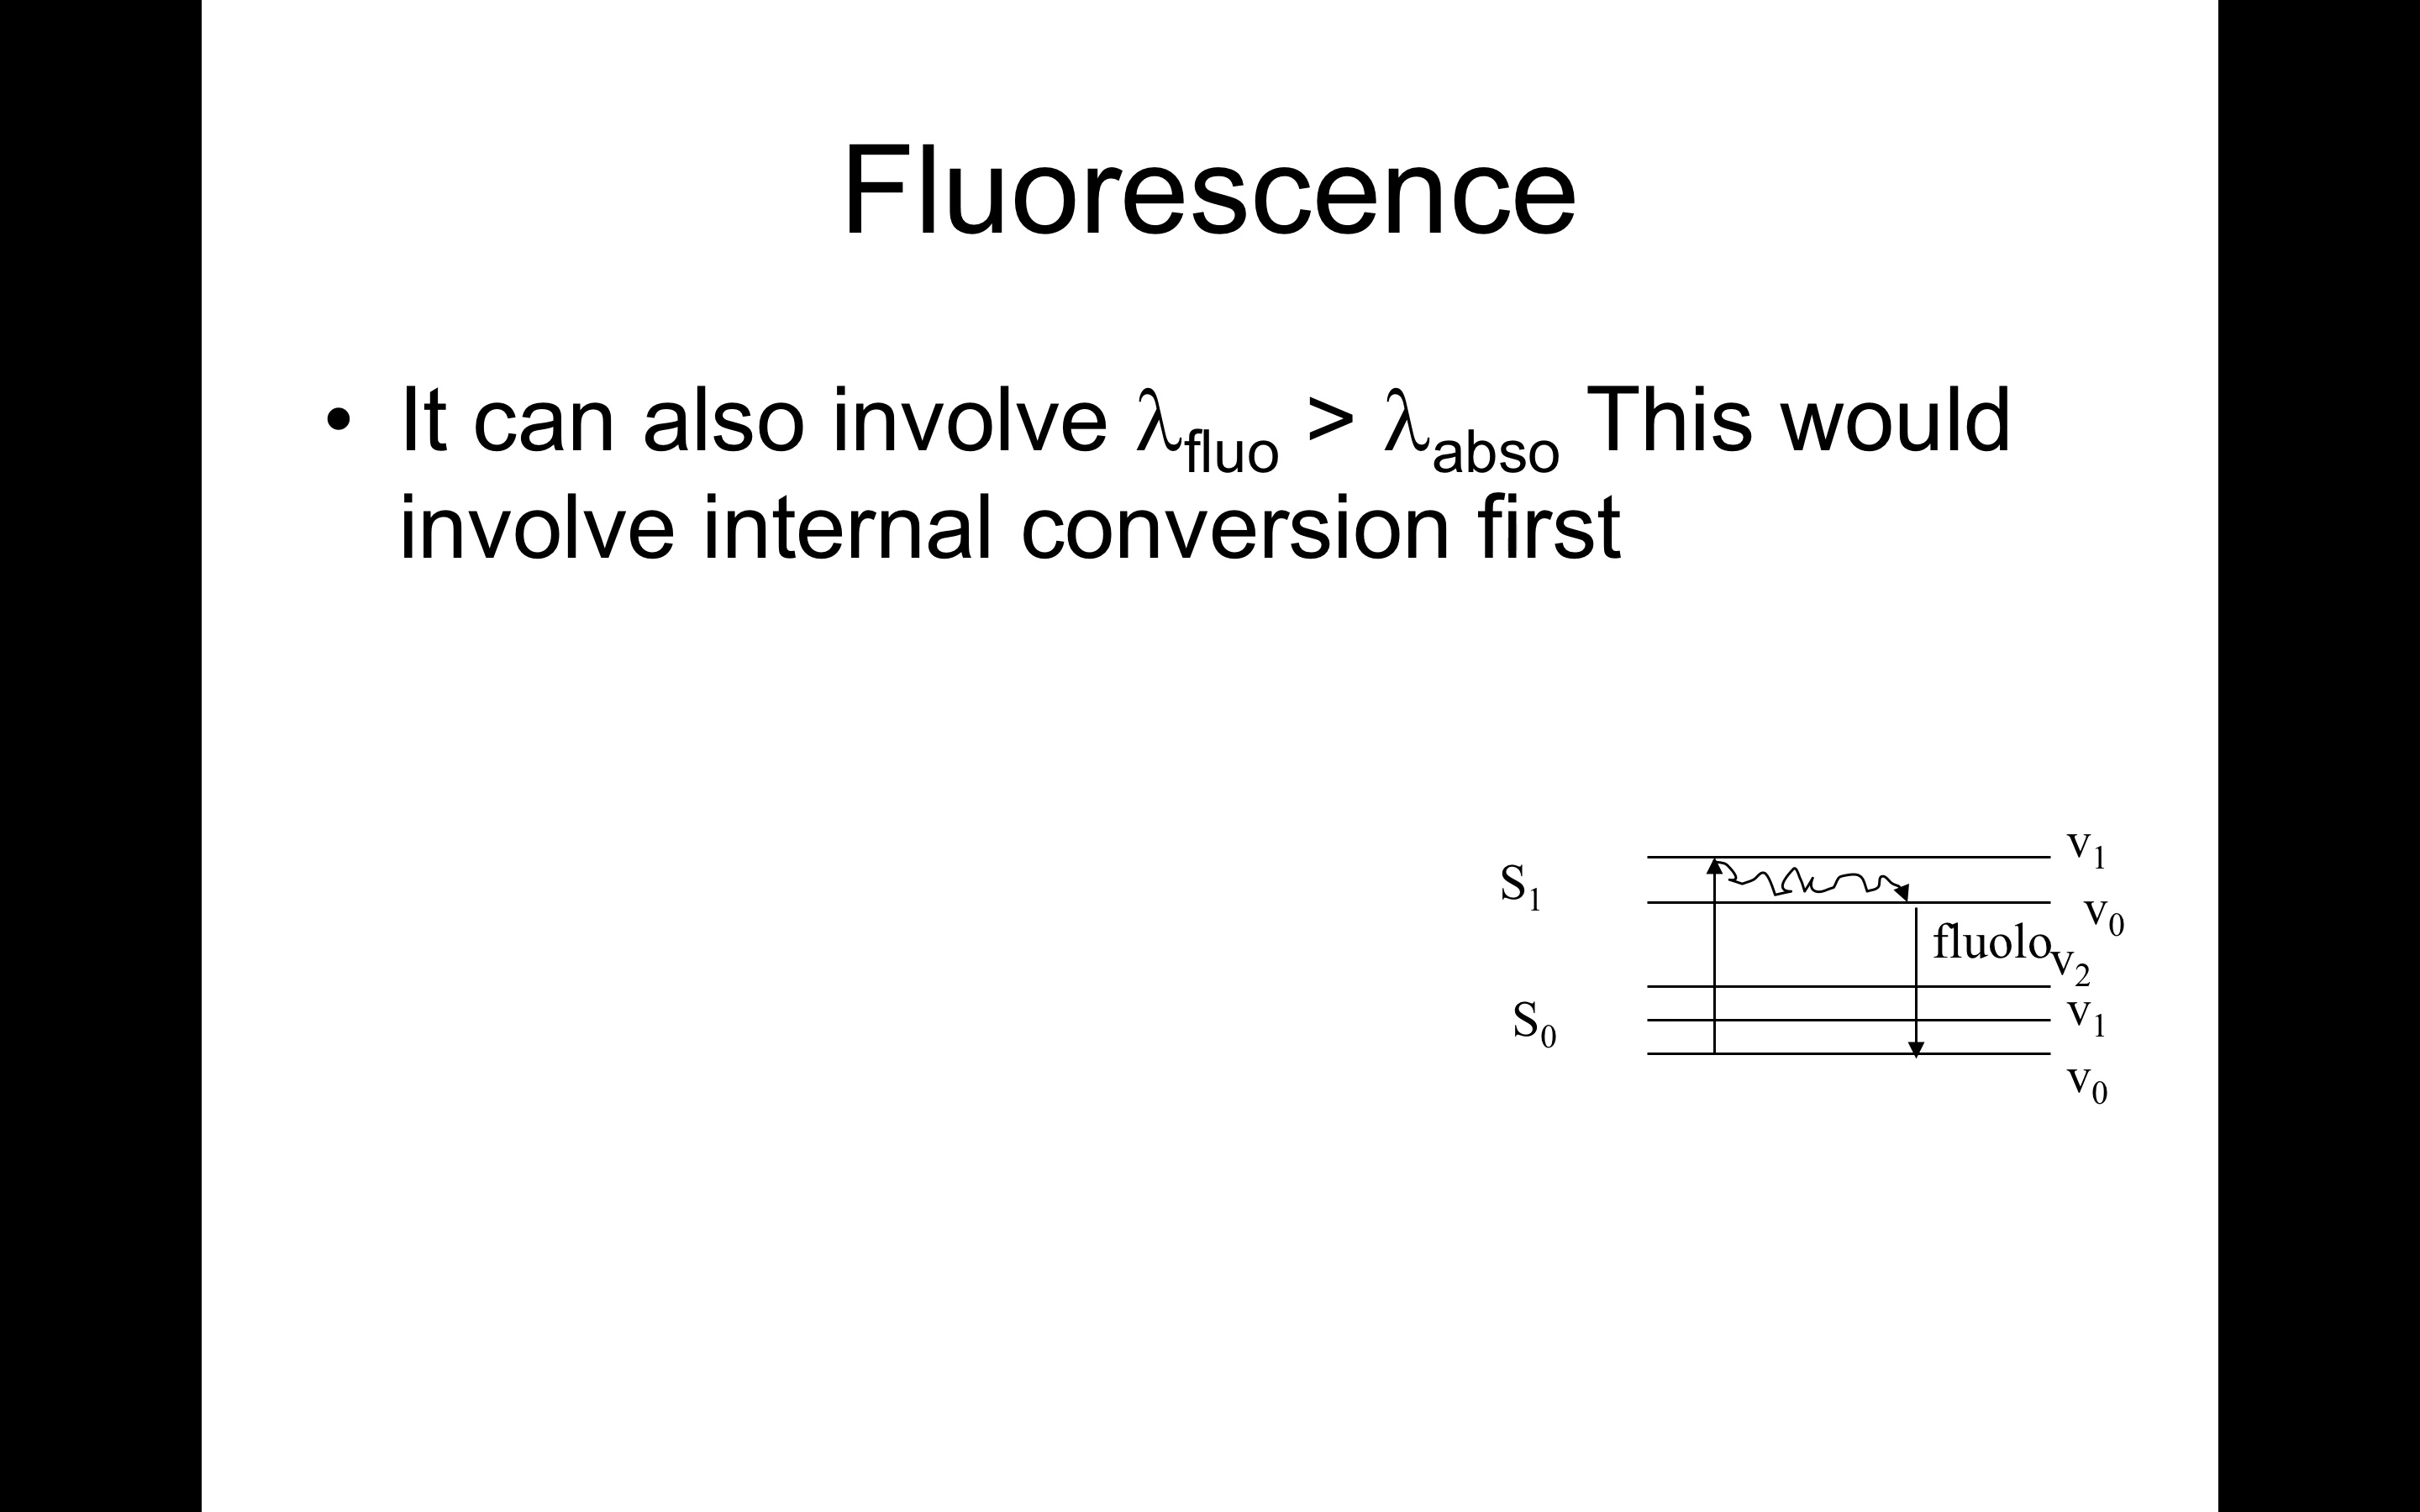 Fluorescence
• It can also involve λfluo > λabso This would
involve internal conversion first
v1
S1
v0
fluolo
v2
v1
S0
v0